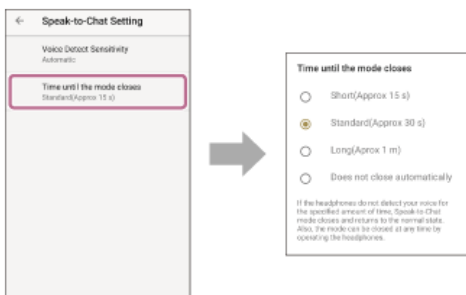 Speak-to-Chat Setting
Voice Detect Sensitivity
Automatic
Time until the mode closes
Standard(Approx 15 s)
Time until the mode closes
Short(Approx 15 s)
Standard(Approx 30 s)
Long(Aprox 1 m)
Does not close automatically
If the headphones do not detect your voice for
the specified amount of time, Speak-to-Chat
mode closes and returns to the normal state.
Also, the mode can be closed at any time by
operating the headphones.